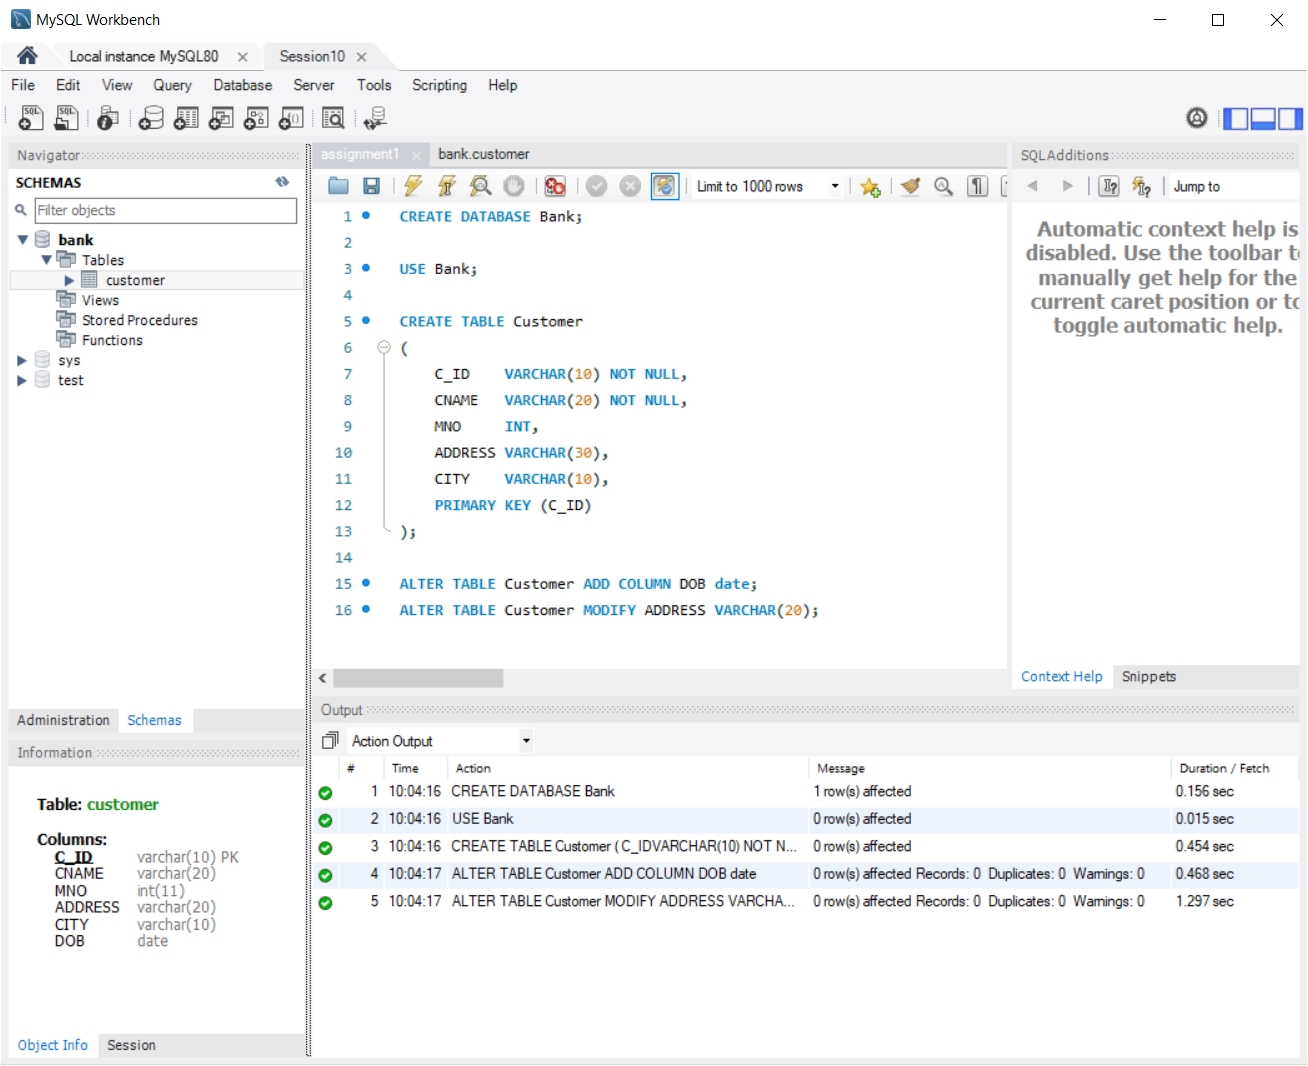 MySQL Workbench
Local instance MySQL80
Session10
File Edit View Query Database Server Tools Scripting Help
Navigator
SCHEMAS
Filter objects
bank
Tables
customer
Views
Stored Procedures
Functions
sys
test
Administration Schemas
Information
Table: customer
Columns:
C_ID varchar(10) PK
CNAME varchar(20)
MNO int(11)
ADDRESS varchar(20)
CITY varchar(10)
DOB date
Object Info Session
assignment1 bank.customer
Limit to 1000 rows
1 CREATE DATABASE Bank;
2
3 USE Bank;
4
5 CREATE TABLE Customer
6 (
7 C_ID VARCHAR(10) NOT NULL,
8 CNAME VARCHAR(20) NOT NULL,
9 MNO INT,
10 ADDRESS VARCHAR(30),
11 CITY VARCHAR(10),
12 PRIMARY KEY (C_ID)
13 );
14
15 ALTER TABLE Customer ADD COLUMN DOB date;
16 ALTER TABLE Customer MODIFY ADDRESS VARCHAR(20);
SQLAdditions
Jump to
Automatic context help is
disabled. Use the toolbar to
manually get help for the
current caret position or to
toggle automatic help.
Context Help Snippets
Output
Action Output
# Time Action Message Duration / Fetch
1 10:04:16 CREATE DATABASE Bank 1 row(s) affected 0.156 sec
2 10:04:16 USE Bank 0 row(s) affected 0.015 sec
3 10:04:16 CREATE TABLE Customer ( C_IDVARCHAR(10) NOT N... 0 row(s) affected 0.454 sec
4 10:04:17 ALTER TABLE Customer ADD COLUMN DOB date 0 row(s) affected Records: 0 Duplicates: 0 Warnings: 0 0.468 sec
5 10:04:17 ALTER TABLE Customer MODIFY ADDRESS VARCHA... 0 row(s) affected Records: 0 Duplicates: 0 Warnings: 0 1.297 sec